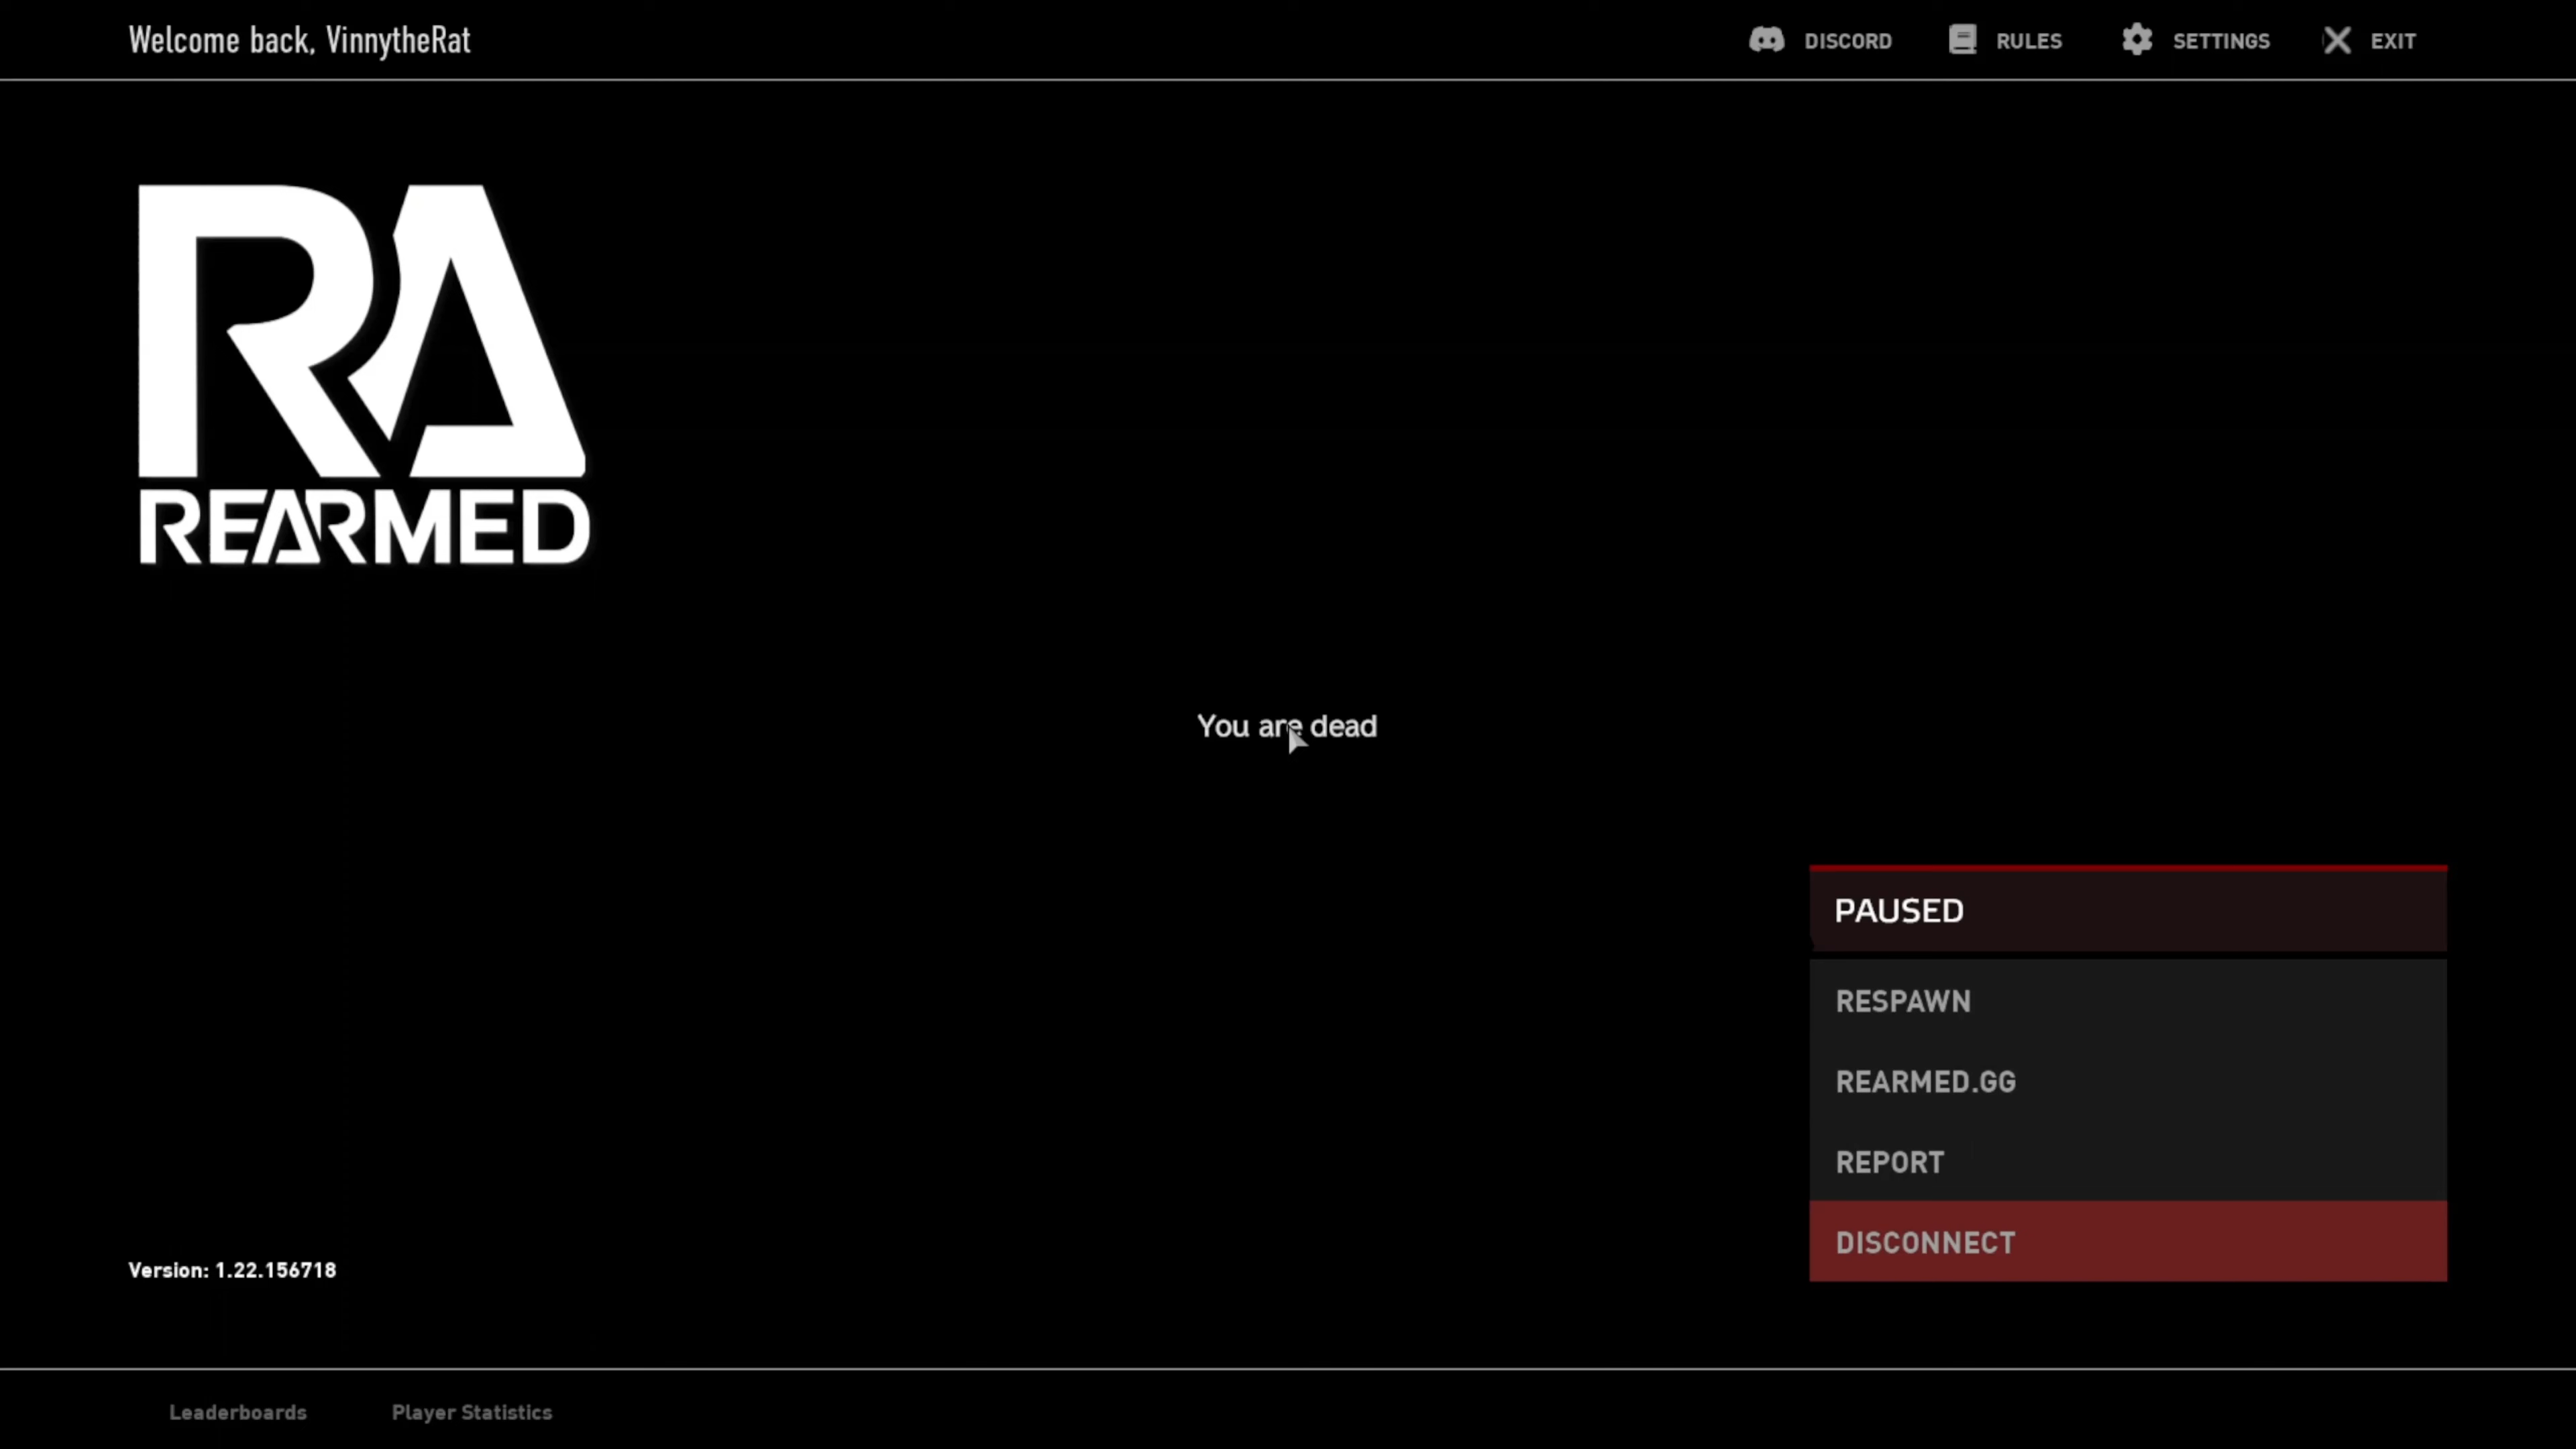 Welcome back, VinnytheRat
DISCORD
RULES
SETTINGS
EXIT
RA
REARMED
You are dead
PAUSED
RESPAWN
REARMED.GG
REPORT
DISCONNECT
Version: 1.22.156718
Leaderboards
Player Statistics